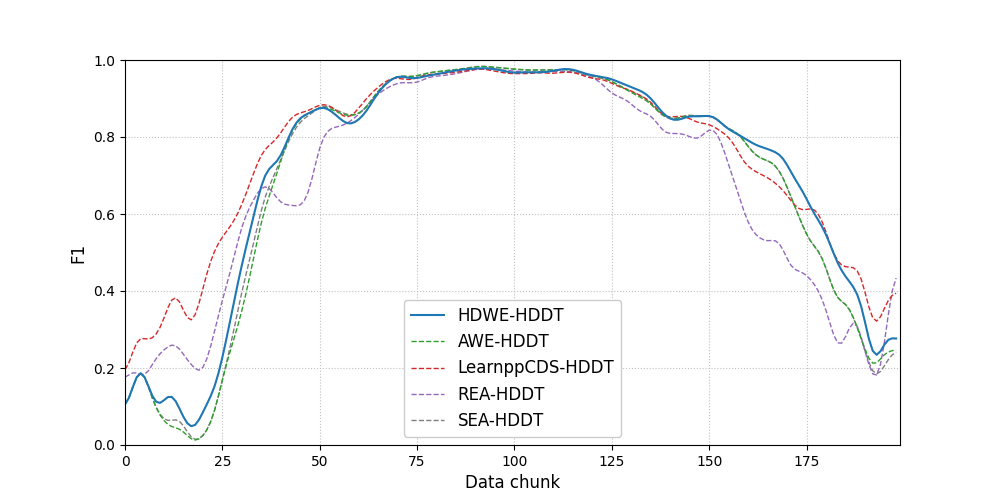 1.0
0.8
0.6
0.4
0.2
0.0
F1
HDWE-HDDT
AWE-HDDT
LearnppCDS-HDDT
REA-HDDT
SEA-HDDT
0 25 50 75 100 125 150 175
Data chunk